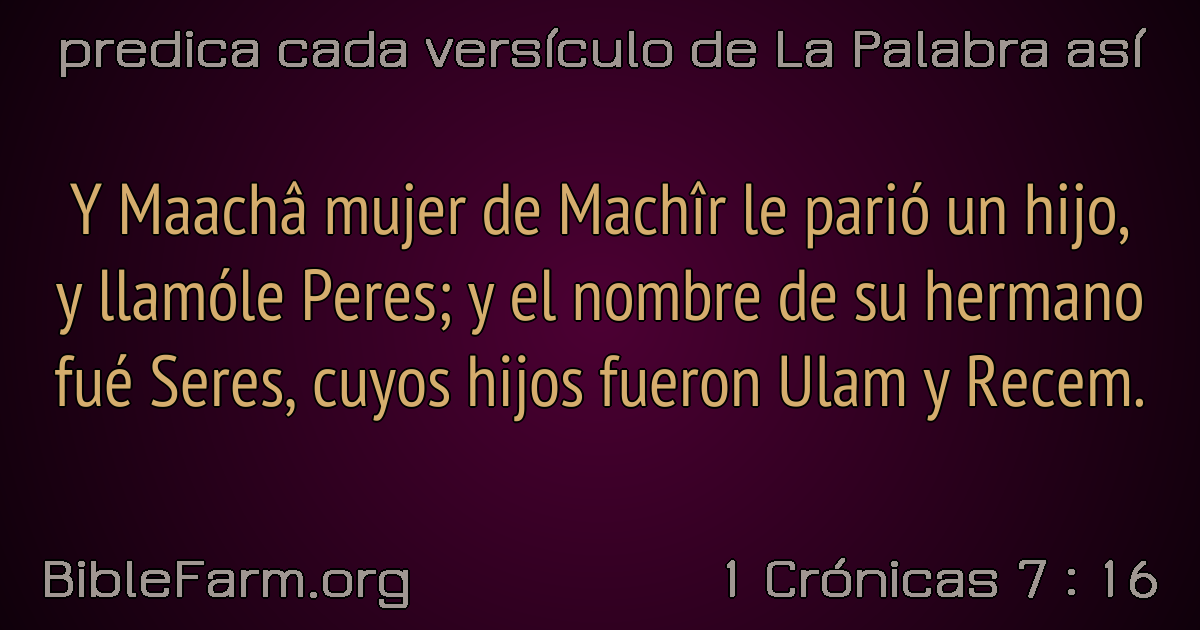 predica cada versículo de La Palabra así
Y Maachâ mujer de Machîr le parió un hijo,
y llamóle Peres; y el nombre de su hermano
fué Seres, cuyos hijos fueron Ulam y Recem.
BibleFarm.org
1 Crónicas 7 : 16